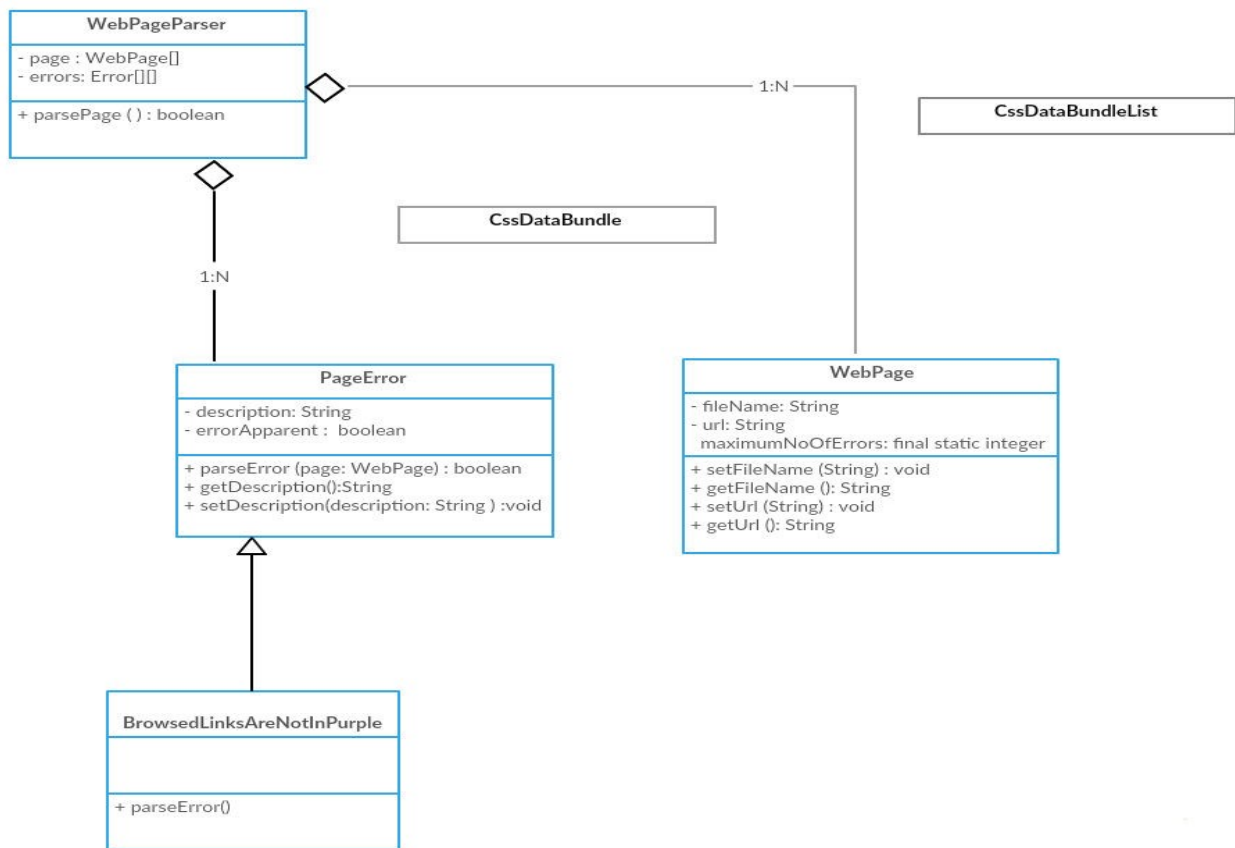 WebPageParser
- page : WebPage[]
- errors: Error[][]
+ parsePage ( ) : boolean
1:N
CssDataBundleList
CssDataBundle
1:N
PageError
- description: String
- errorApparent : boolean
+ parseError (page: WebPage) : boolean
+ getDescription():String
+ setDescription(description: String ) :void
WebPage
- fileName: String
- url: String
maximumNoOfErrors: final static integer
+ setFileName (String) : void
+ getFileName (): String
+ setUrl (String) : void
+ getUrl (): String
BrowsedLinksAreNotInPurple
+ parseError()